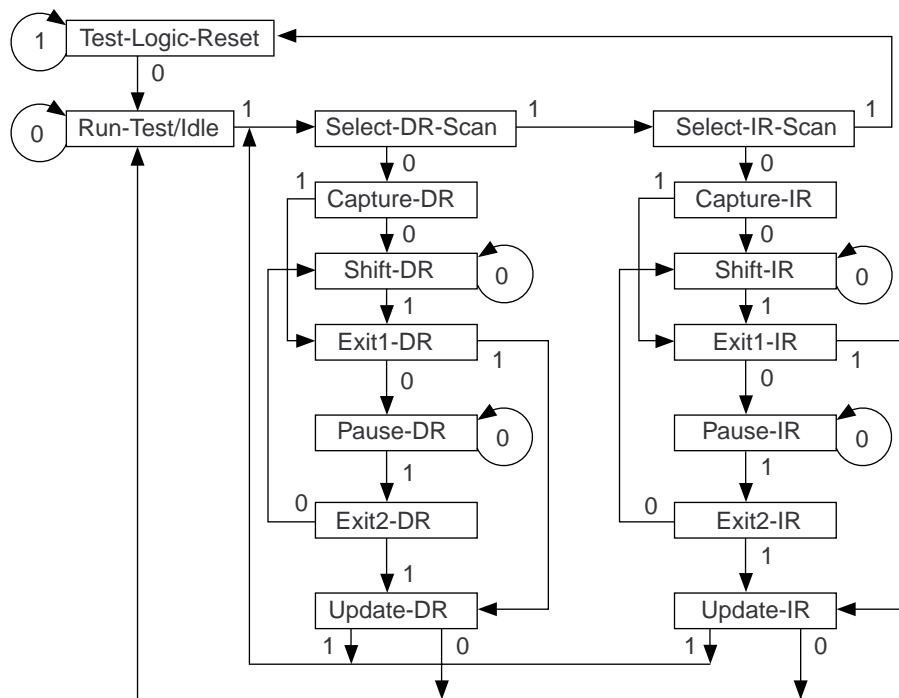 1 Test-Logic-Reset
0
0 Run-Test/Idle 1 Select-DR-Scan 1 Select-IR-Scan 1
0 0
1 Capture-DR 1 Capture-IR
0 0
Shift-DR 0 Shift-IR 0
1 1
Exit1-DR 1 Exit1-IR 1
0 0
Pause-DR 0 Pause-IR 0
1 1
0 Exit2-DR 0 Exit2-IR
1 1
Update-DR Update-IR
1 0 1 0